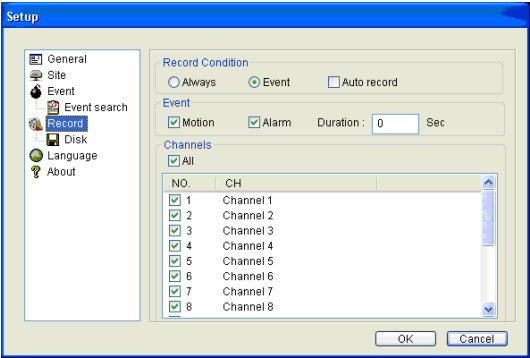 Setup
General
Site
Event
Event search
Record
Disk
Language
About
Record Condition
Always Event Auto record
Event
Motion Alarm Duration : 0 Sec
Channels
All
NO. CH
1 Channel 1
2 Channel 2
3 Channel 3
4 Channel 4
5 Channel 5
6 Channel 6
7 Channel 7
8 Channel 8
OK Cancel